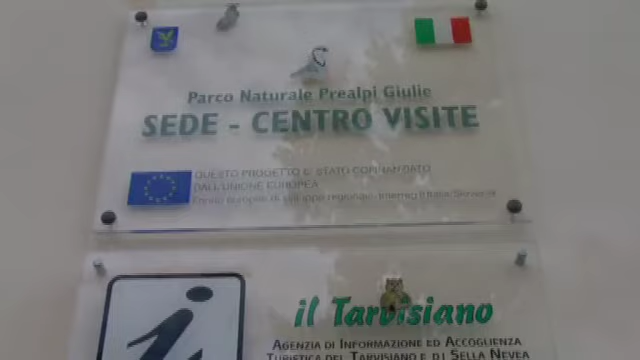 Parco Naturale Prealpi Giulie
SEDE - CENTRO VISITE
QUESTO PROGETTO E' STATO COFINANZIATO
DALL'UNIONE EUROPEA
Fondo europeo di sviluppo regionale-Interreg II Italia/Slovenia
i
il Tarvisiano
AGENZIA DI INFORMAZIONE ED ACCOGLIENZA
TURISTICA DEL TARVISIANO E DI SELLA NEVEA